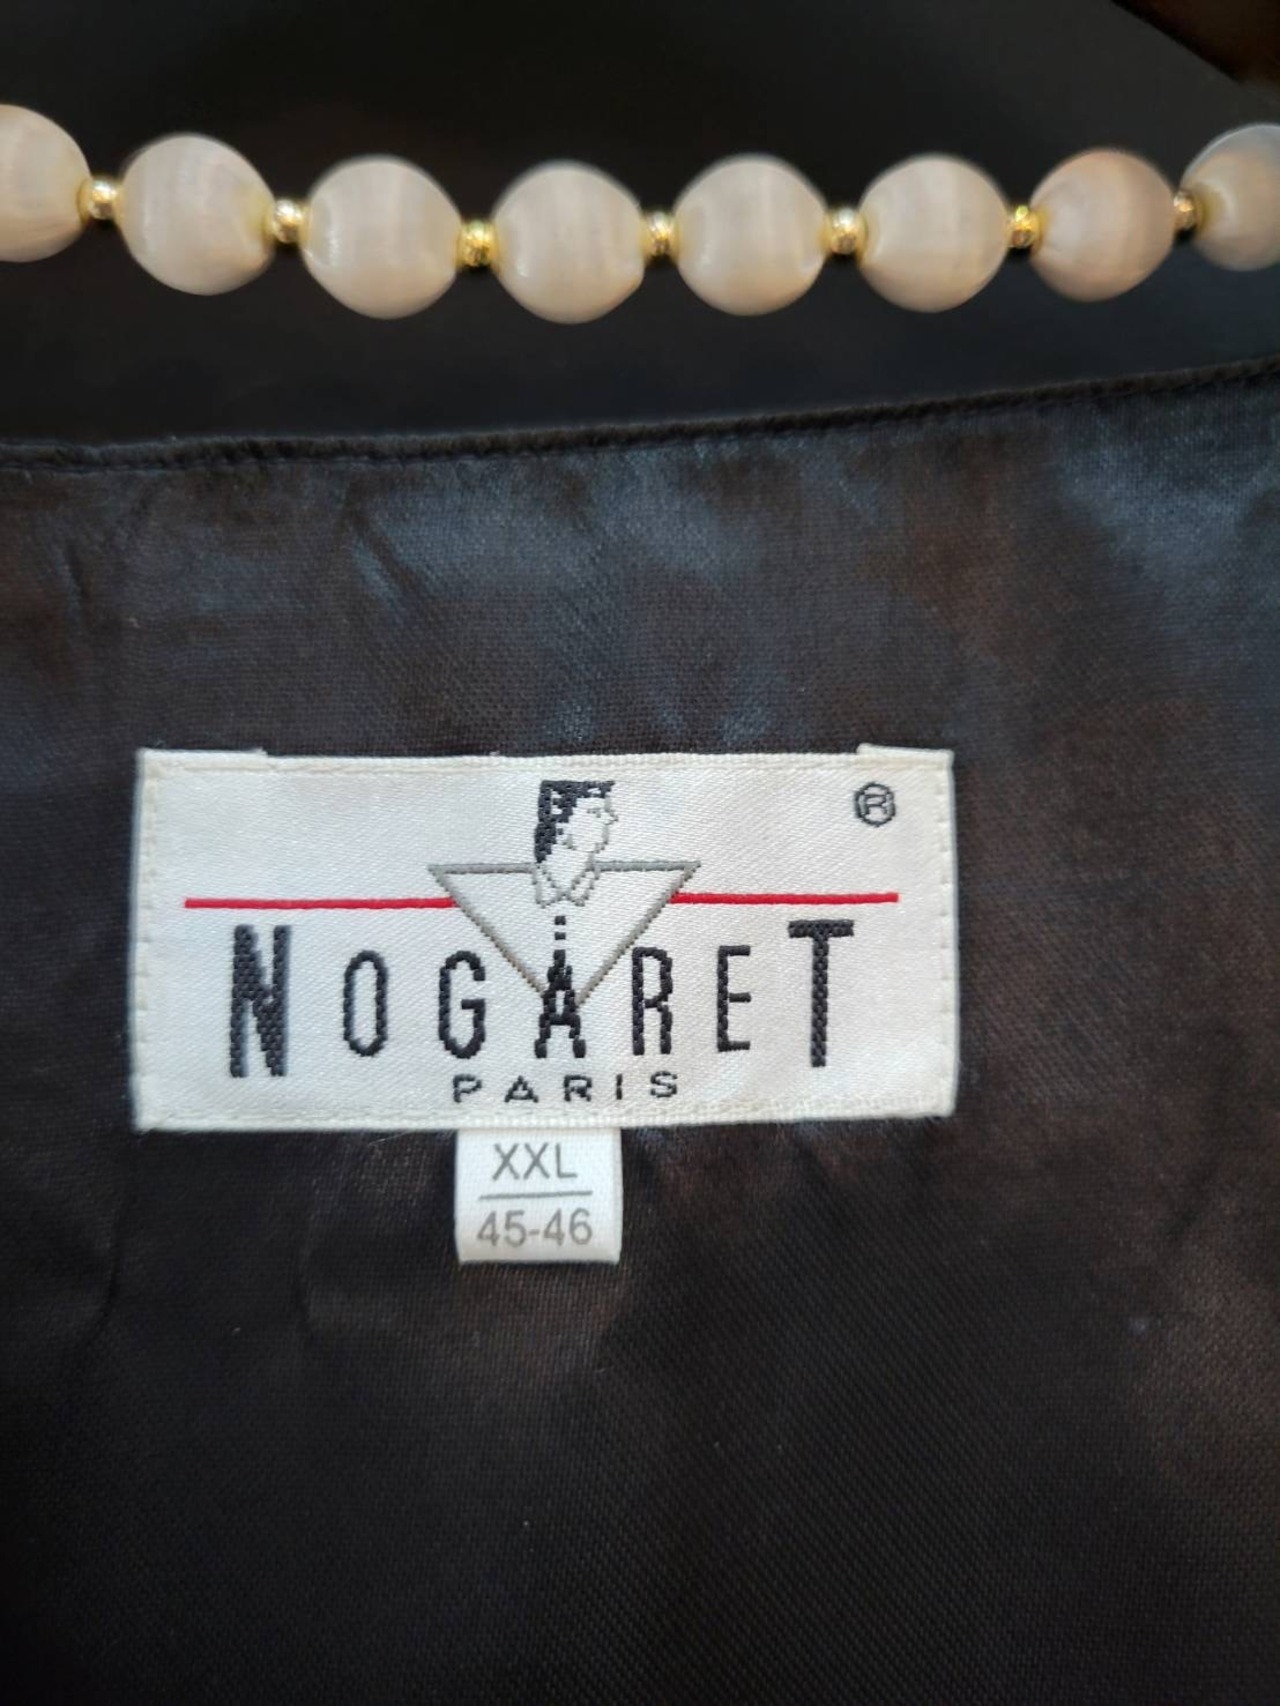 ®
NOGARET
PARIS
XXL
45-46